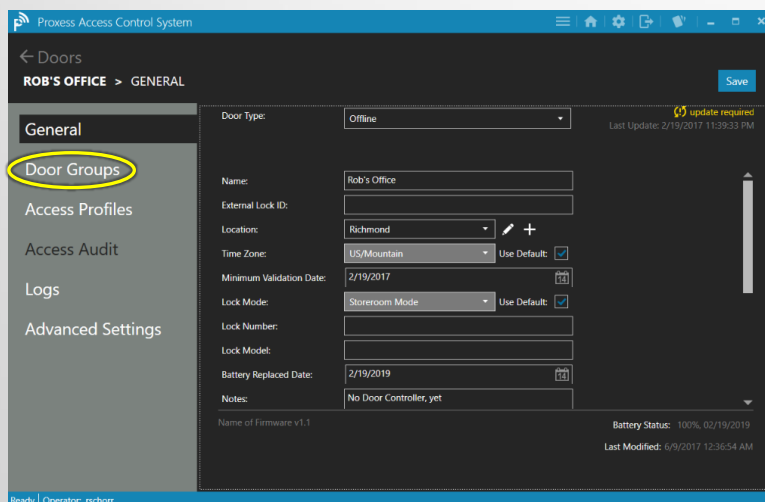 Proxess Access Control System
Doors
ROB'S OFFICE > GENERAL
Save
General
Door Groups
Access Profiles
Access Audit
Logs
Advanced Settings
Door Type: Offline
update required
Last Update: 2/19/2017 11:39:33 PM
Name: Rob's Office
External Lock ID:
Location: Richmond
Time Zone: US/Mountain Use Default:
Minimum Validation Date: 2/19/2017 14
Lock Mode: Storeroom Mode Use Default:
Lock Number:
Lock Model:
Battery Replaced Date: 2/19/2019 14
Notes: No Door Controller, yet
Name of Firmware v1.1
Battery Status: 100%, 02/19/2019
Last Modified: 6/9/2017 12:36:54 AM
Ready Operator: rschorr